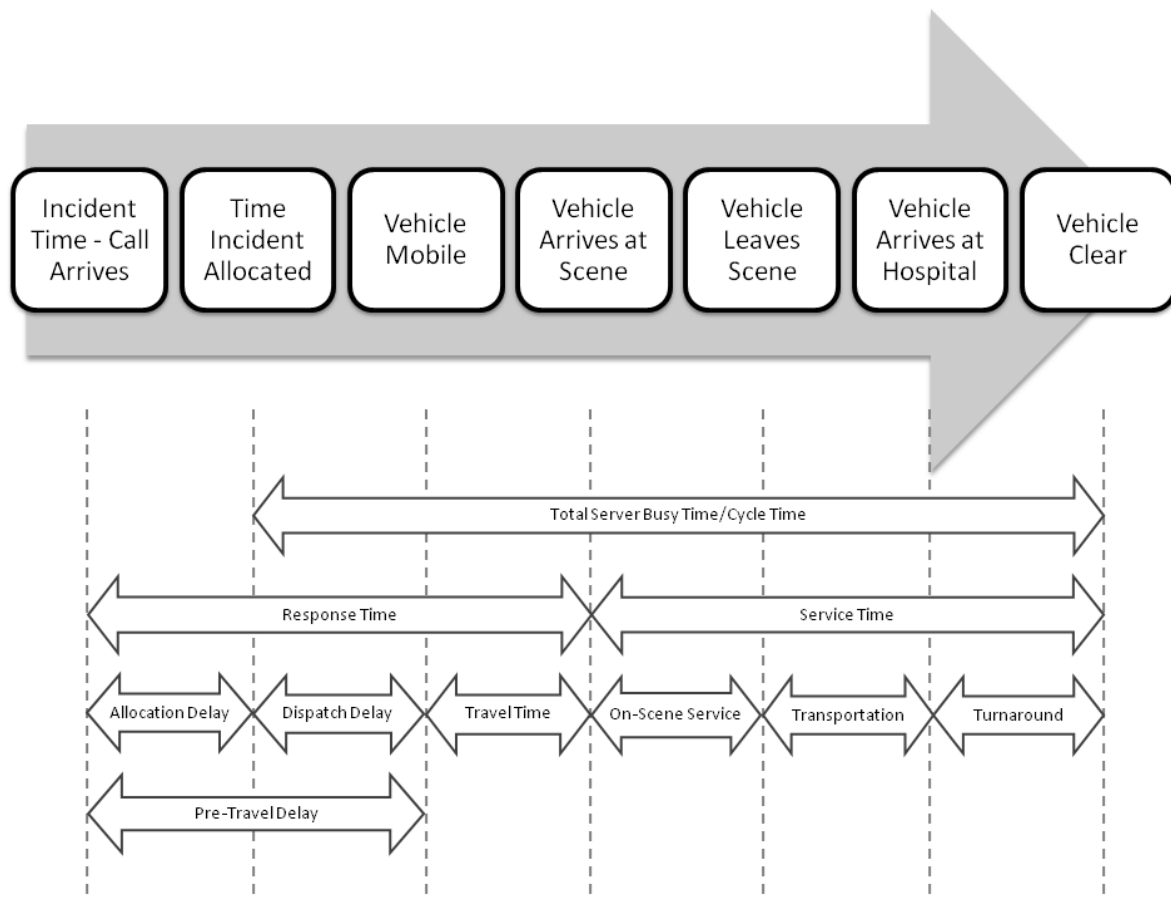 Incident
Time - Call
Arrives
Time
Incident
Allocated
Vehicle
Mobile
Vehicle
Arrives at
Scene
Vehicle
Leaves
Scene
Vehicle
Arrives at
Hospital
Vehicle
Clear
Total Server Busy Time/Cycle Time
Response Time
Service Time
Allocation Delay
Dispatch Delay
Travel Time
On-Scene Service
Transportation
Turnaround
Pre-Travel Delay